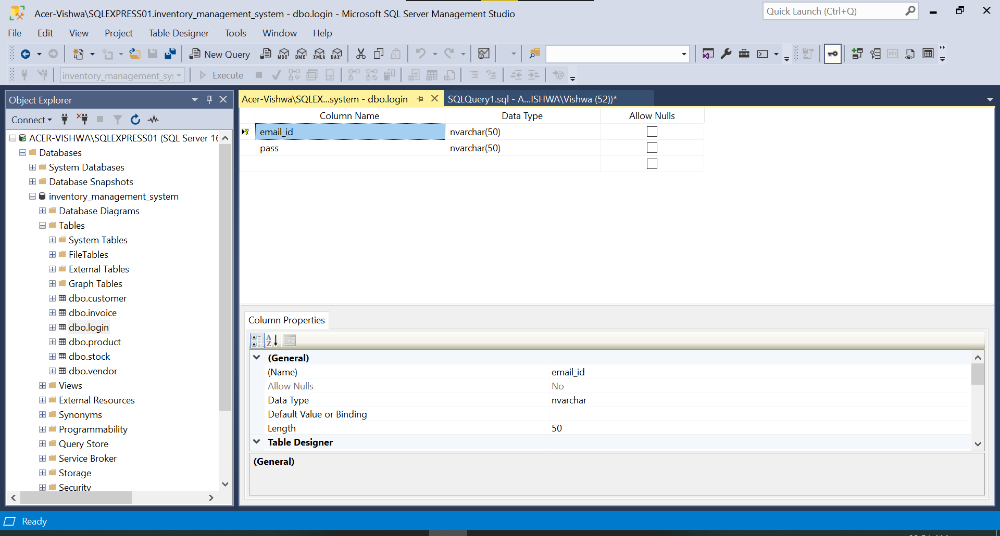 Acer-Vishwa\SQLEXPRESS01.inventory_management_system - dbo.login - Microsoft SQL Server Management Studio
Quick Launch (Ctrl+Q)
File Edit View Project Table Designer Tools Window Help
New Query MDX DMX XMLA DAX
inventory_management_sy Execute
Object Explorer
Acer-Vishwa\SQLEX...system - dbo.login
SQLQuery1.sql - A...ISHWA\Vishwa (52))*
Connect
ACER-VISHWA\SQLEXPRESS01 (SQL Server 16
Databases
System Databases
Database Snapshots
inventory_management_system
Database Diagrams
Tables
System Tables
FileTables
External Tables
Graph Tables
dbo.customer
dbo.invoice
dbo.login
dbo.product
dbo.stock
dbo.vendor
Views
External Resources
Synonyms
Programmability
Query Store
Service Broker
Storage
Security
Column Name Data Type Allow Nulls
email_id nvarchar(50)
pass nvarchar(50)
Column Properties
(General)
(Name) email_id
Allow Nulls No
Data Type nvarchar
Default Value or Binding
Length 50
Table Designer
(General)
Ready